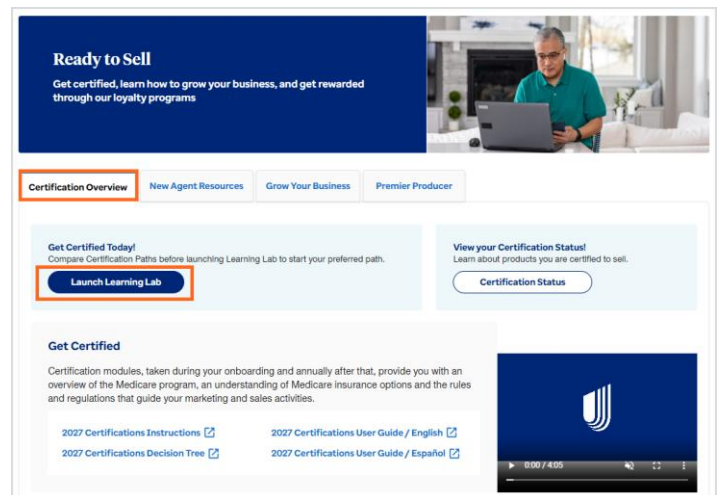 Ready to Sell
Get certified, learn how to grow your business, and get rewarded
through our loyalty programs
Certification Overview
New Agent Resources
Grow Your Business
Premier Producer
Get Certified Today!
Compare Certification Paths before launching Learning Lab to start your preferred path.
Launch Learning Lab
View your Certification Status!
Learn about products you are certified to sell.
Certification Status
Get Certified
Certification modules, taken during your onboarding and annually after that, provide you with an
overview of the Medicare program, an understanding of Medicare insurance options and the rules
and regulations that guide your marketing and sales activities.
2027 Certifications Instructions
2027 Certifications User Guide / English
2027 Certifications Decision Tree
2027 Certifications User Guide / Español
0:00 / 4:05